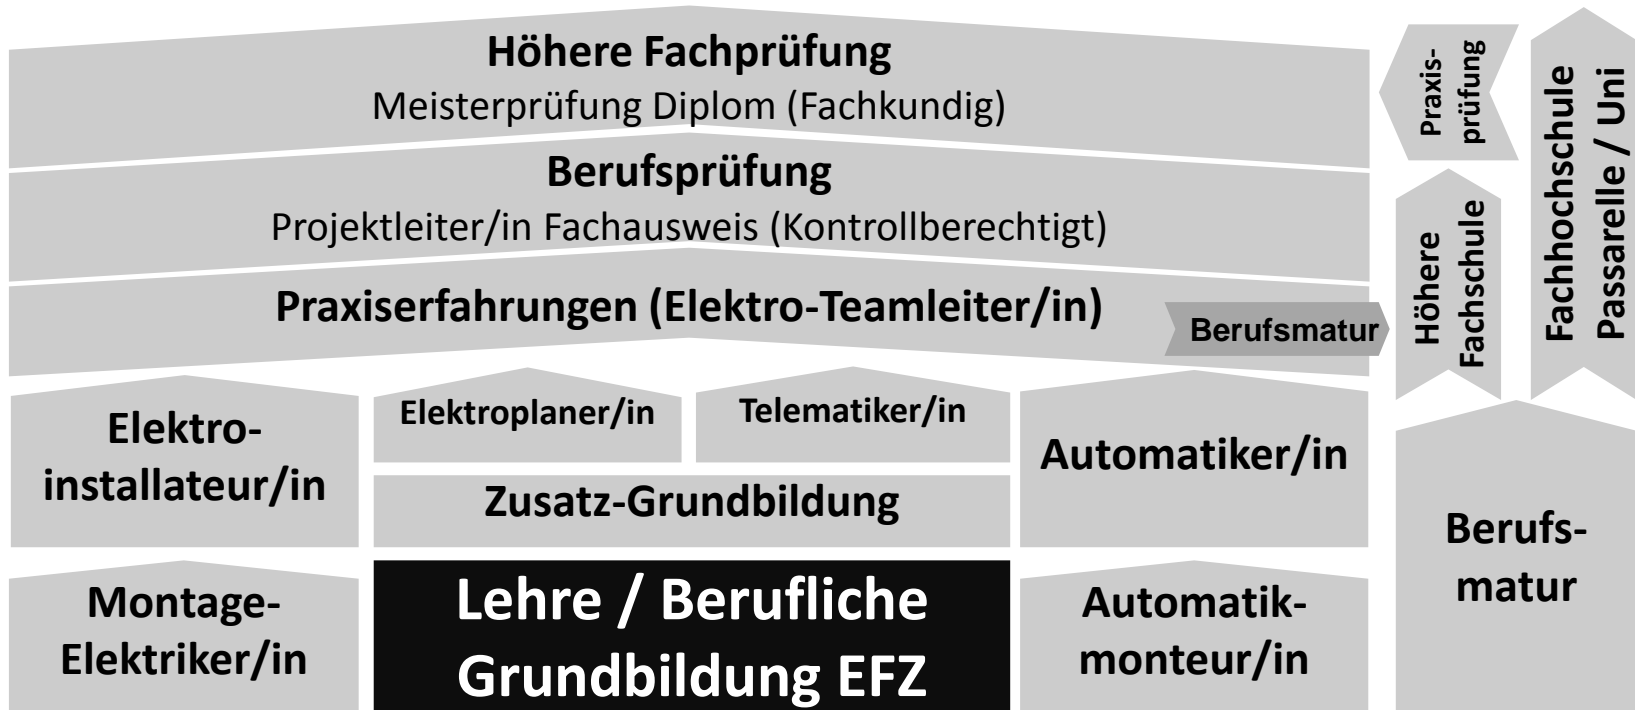 Höhere Fachprüfung
Meisterprüfung Diplom (Fachkundig)
Berufsprüfung
Projektleiter/in Fachausweis (Kontrollberechtigt)
Praxiserfahrungen (Elektro-Teamleiter/in)
Berufsmatur
Praxis-
prüfung
Höhere
Fachschule
Fachhochschule
Passarelle / Uni
Elektro-
installateur/in
Elektroplaner/in
Telematiker/in
Zusatz-Grundbildung
Automatiker/in
Montage-
Elektriker/in
Lehre / Berufliche
Grundbildung EFZ
Automatik-
monteur/in
Berufs-
matur